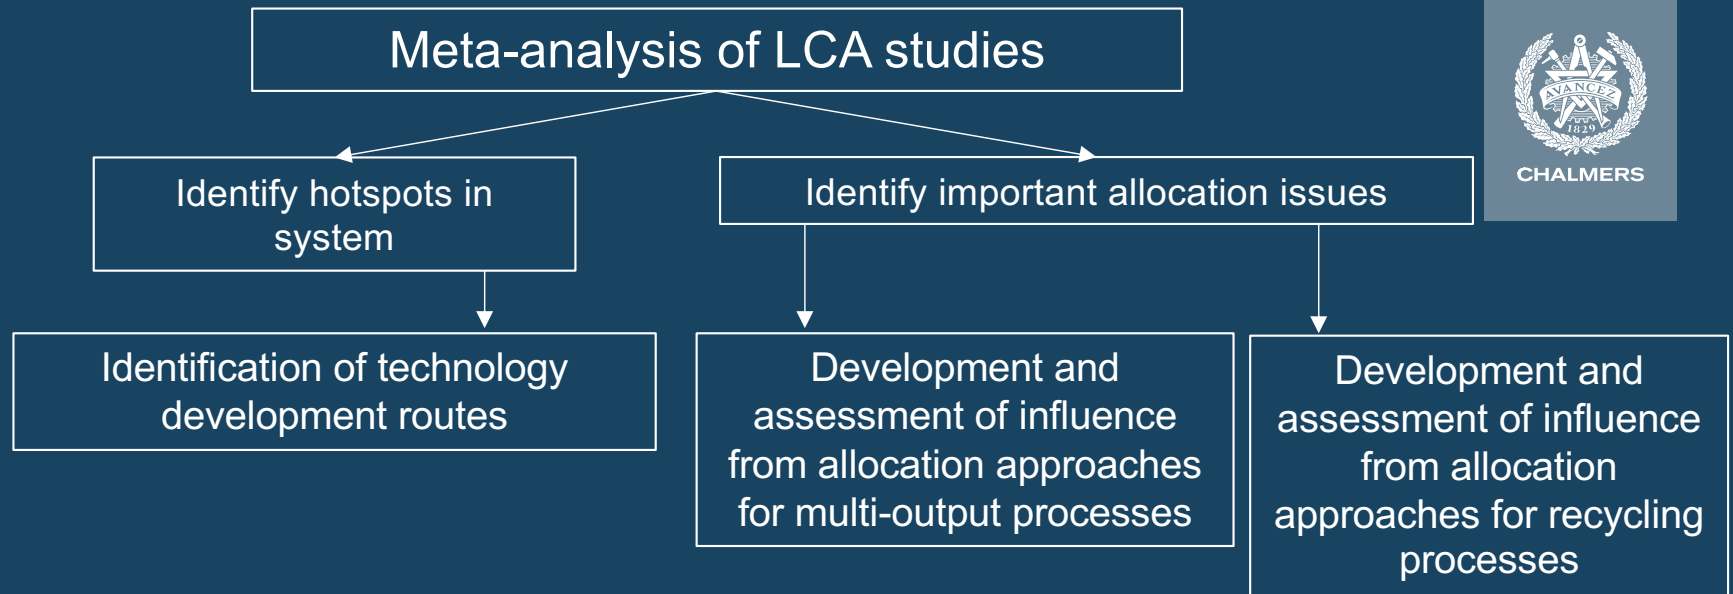 Meta-analysis of LCA studies
AVANCEZ
1829
CHALMERS
Identify hotspots in
system
Identify important allocation issues
Identification of technology
development routes
Development and
assessment of influence
from allocation approaches
for multi-output processes
Development and
assessment of influence
from allocation
approaches for recycling
processes